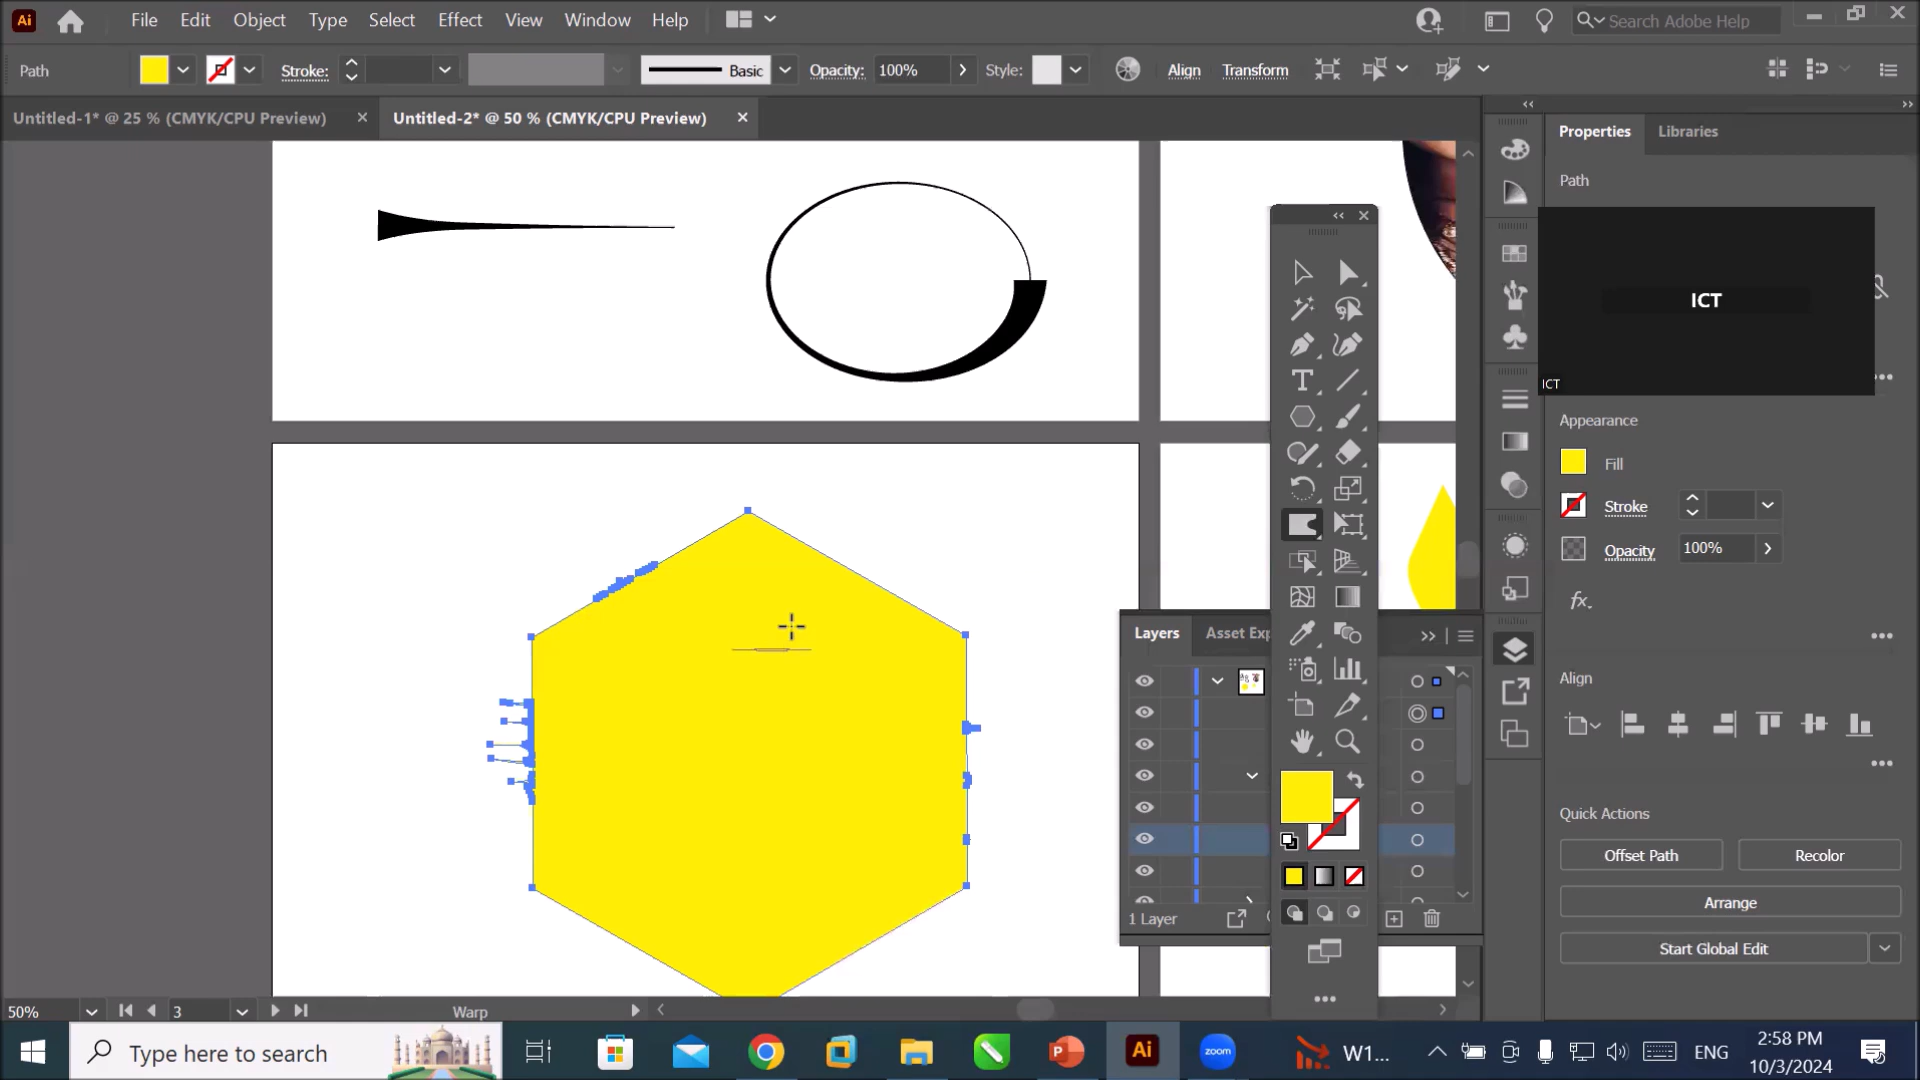 Ai File Edit Object Type Select Effect View Window Help Search Adobe Help
Path Stroke: Basic Opacity: 100% Style: Align Transform
Untitled-1* @ 25 % (CMYK/CPU Preview) Untitled-2* @ 50 % (CMYK/CPU Preview)
Properties Libraries
Path
ICT
ICT
Appearance
Fill
Stroke
Opacity 100%
fx
Layers Asset Exp
Align
Quick Actions
Offset Path Recolor
Arrange
1 Layer
Start Global Edit
50% 3 Warp
Type here to search zoom W1... ENG 2:58 PM
10/3/2024